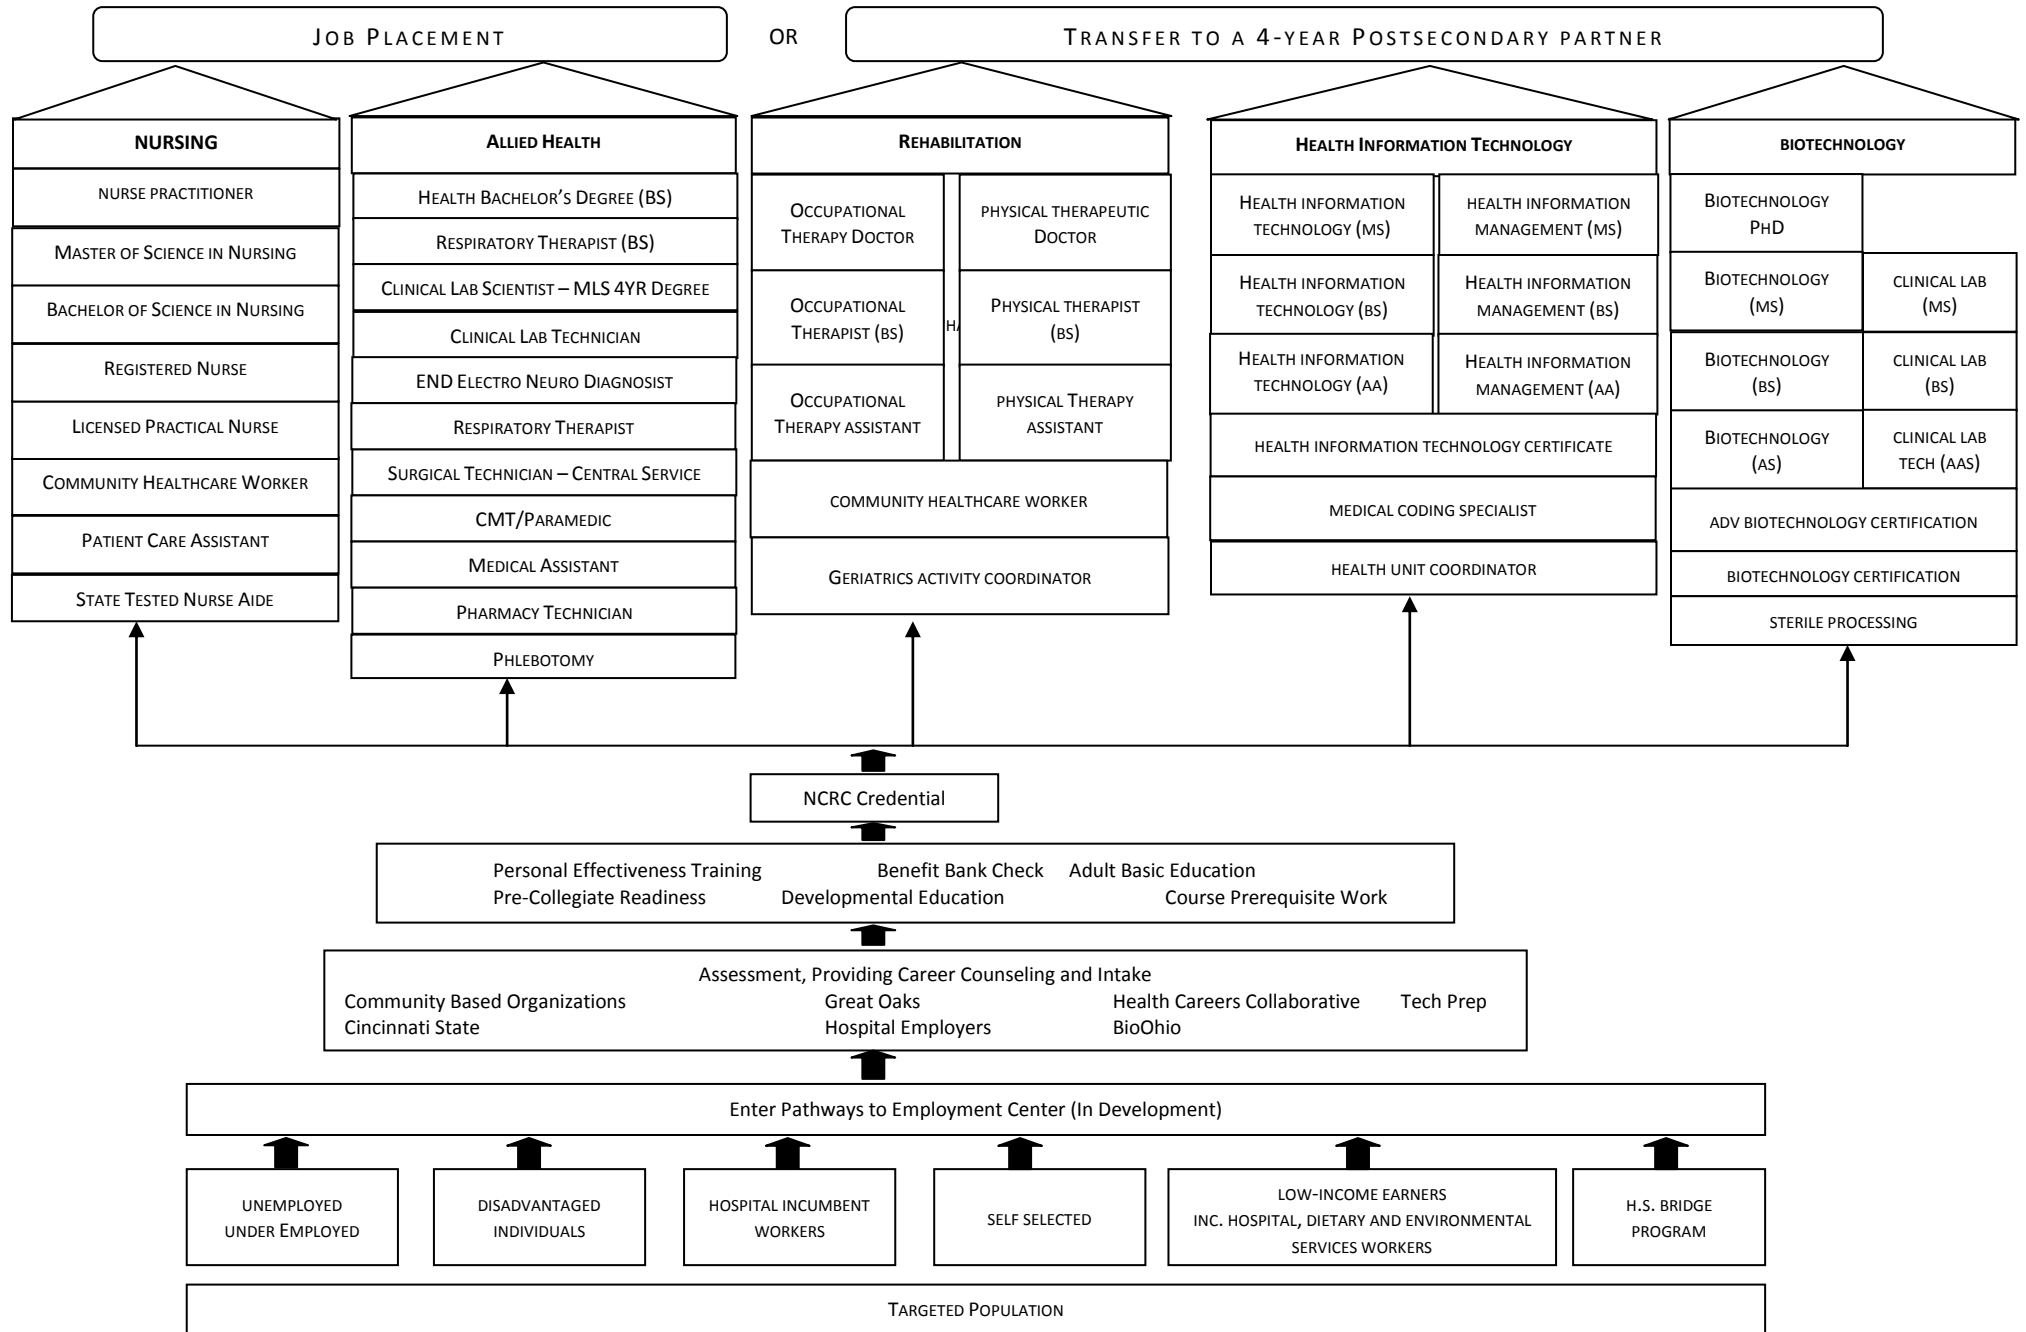 JOB PLACEMENT
OR
TRANSFER TO A 4-YEAR POSTSECONDARY PARTNER
NURSING
NURSE PRACTITIONER
MASTER OF SCIENCE IN NURSING
BACHELOR OF SCIENCE IN NURSING
REGISTERED NURSE
LICENSED PRACTICAL NURSE
COMMUNITY HEALTHCARE WORKER
PATIENT CARE ASSISTANT
STATE TESTED NURSE AIDE
ALLIED HEALTH
HEALTH BACHELOR'S DEGREE (BS)
RESPIRATORY THERAPIST (BS)
CLINICAL LAB SCIENTIST – MLS 4YR DEGREE
CLINICAL LAB TECHNICIAN
END ELECTRO NEURO DIAGNOSIST
RESPIRATORY THERAPIST
SURGICAL TECHNICIAN – CENTRAL SERVICE
CMT/PARAMEDIC
MEDICAL ASSISTANT
PHARMACY TECHNICIAN
PHLEBOTOMY
REHABILITATION
OCCUPATIONAL
THERAPY DOCTOR
PHYSICAL THERAPEUTIC
DOCTOR
OCCUPATIONAL
THERAPIST (BS)
PHYSICAL THERAPIST
(BS)
OCCUPATIONAL
THERAPY ASSISTANT
PHYSICAL THERAPY
ASSISTANT
COMMUNITY HEALTHCARE WORKER
GERIATRICS ACTIVITY COORDINATOR
HEALTH INFORMATION TECHNOLOGY
HEALTH INFORMATION
TECHNOLOGY (MS)
HEALTH INFORMATION
MANAGEMENT (MS)
HEALTH INFORMATION
TECHNOLOGY (BS)
HEALTH INFORMATION
MANAGEMENT (BS)
HEALTH INFORMATION
TECHNOLOGY (AA)
HEALTH INFORMATION
MANAGEMENT (AA)
HEALTH INFORMATION TECHNOLOGY CERTIFICATE
MEDICAL CODING SPECIALIST
HEALTH UNIT COORDINATOR
BIOTECHNOLOGY
BIOTECHNOLOGY
PHD
BIOTECHNOLOGY
(MS)
CLINICAL LAB
(MS)
BIOTECHNOLOGY
(BS)
CLINICAL LAB
(BS)
BIOTECHNOLOGY
(AS)
CLINICAL LAB
TECH (AAS)
ADV BIOTECHNOLOGY CERTIFICATION
BIOTECHNOLOGY CERTIFICATION
STERILE PROCESSING
NCRC Credential
Personal Effectiveness Training Benefit Bank Check Adult Basic Education
Pre-Collegiate Readiness Developmental Education Course Prerequisite Work
Assessment, Providing Career Counseling and Intake
Community Based Organizations Great Oaks Health Careers Collaborative Tech Prep
Cincinnati State Hospital Employers BioOhio
Enter Pathways to Employment Center (In Development)
UNEMPLOYED
UNDER EMPLOYED
DISADVANTAGED
INDIVIDUALS
HOSPITAL INCUMBENT
WORKERS
SELF SELECTED
LOW-INCOME EARNERS
INC. HOSPITAL, DIETARY AND ENVIRONMENTAL
SERVICES WORKERS
H.S. BRIDGE
PROGRAM
TARGETED POPULATION